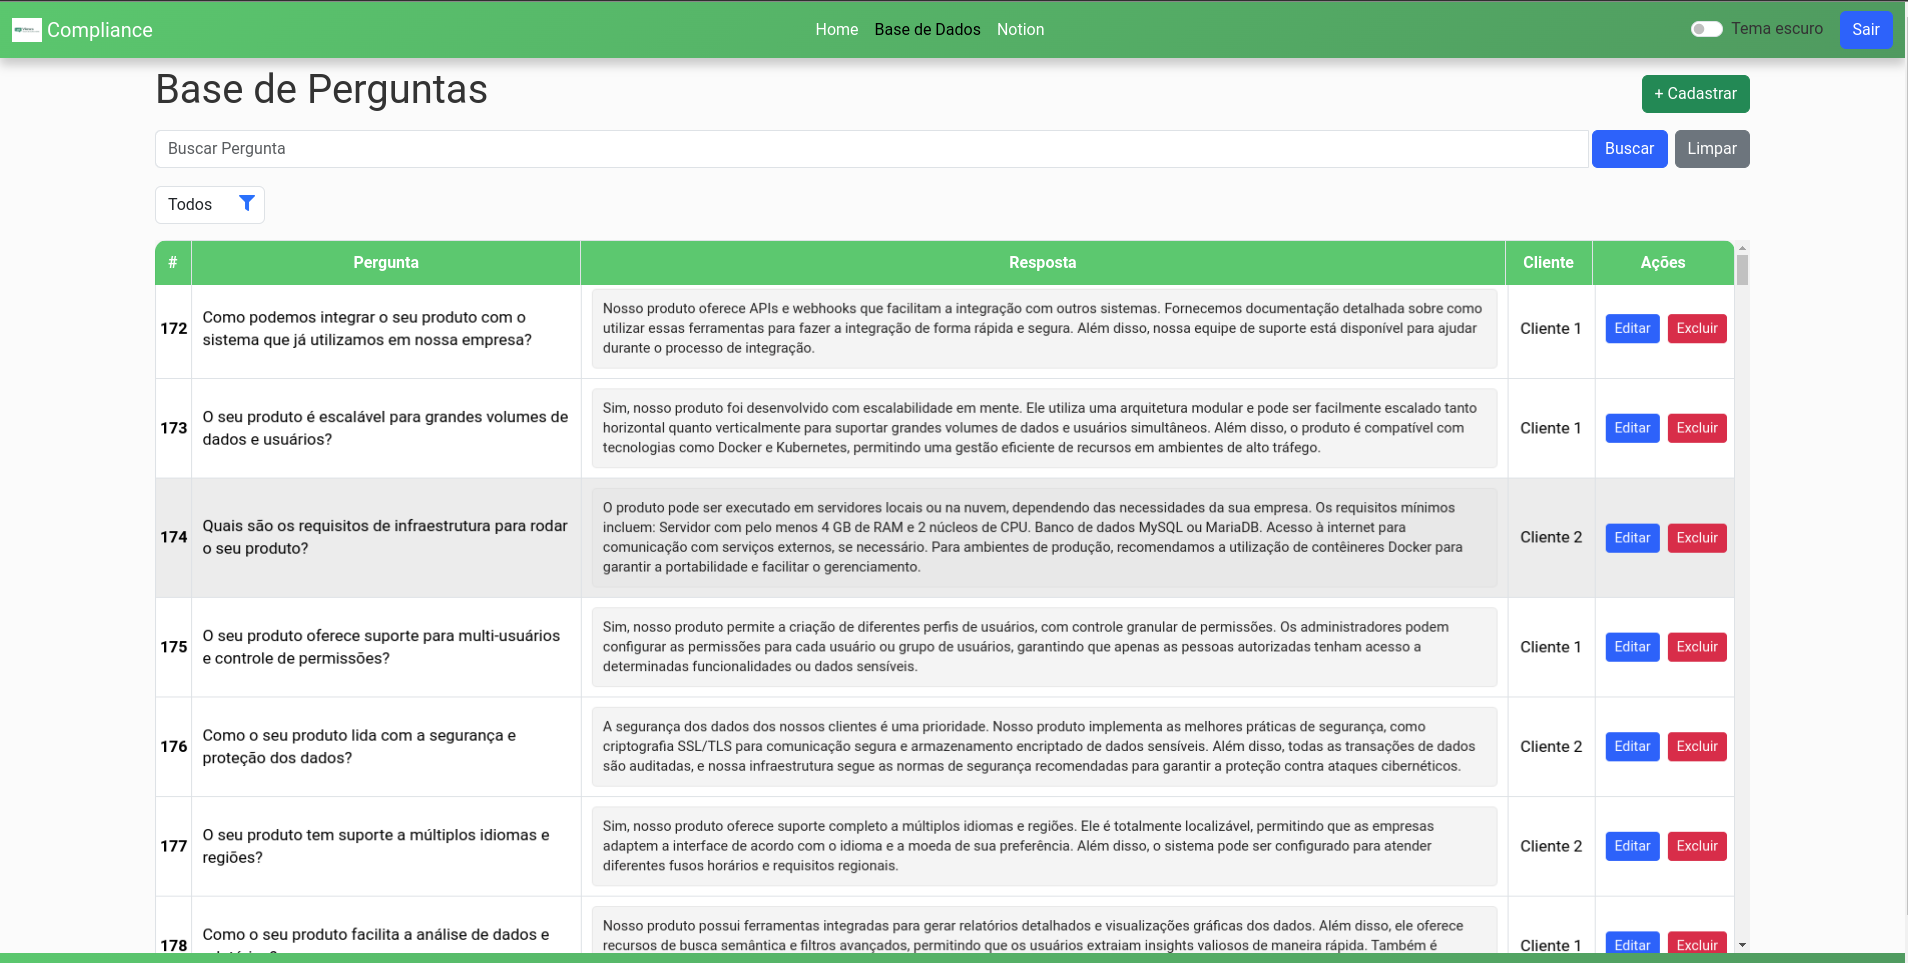 Compliance
Home Base de Dados Notion
Tema escuro
Sair
Base de Perguntas
+ Cadastrar
Buscar Pergunta
Buscar
Limpar
Todos
# Pergunta Resposta Cliente Ações
172
Como podemos integrar o seu produto com o
sistema que já utilizamos em nossa empresa?
Nosso produto oferece APIs e webhooks que facilitam a integração com outros sistemas. Fornecemos documentação detalhada sobre como
utilizar essas ferramentas para fazer a integração de forma rápida e segura. Além disso, nossa equipe de suporte está disponível para ajudar
durante o processo de integração.
Cliente 1
Editar Excluir
173
O seu produto é escalável para grandes volumes de
dados e usuários?
Sim, nosso produto foi desenvolvido com escalabilidade em mente. Ele utiliza uma arquitetura modular e pode ser facilmente escalado tanto
horizontal quanto verticalmente para suportar grandes volumes de dados e usuários simultâneos. Além disso, o produto é compatível com
tecnologias como Docker e Kubernetes, permitindo uma gestão eficiente de recursos em ambientes de alto tráfego.
Cliente 1
Editar Excluir
174
Quais são os requisitos de infraestrutura para rodar
o seu produto?
O produto pode ser executado em servidores locais ou na nuvem, dependendo das necessidades da sua empresa. Os requisitos mínimos
incluem: Servidor com pelo menos 4 GB de RAM e 2 núcleos de CPU. Banco de dados MySQL ou MariaDB. Acesso à internet para
comunicação com serviços externos, se necessário. Para ambientes de produção, recomendamos a utilização de contêineres Docker para
garantir a portabilidade e facilitar o gerenciamento.
Cliente 2
Editar Excluir
175
O seu produto oferece suporte para multi-usuários
e controle de permissões?
Sim, nosso produto permite a criação de diferentes perfis de usuários, com controle granular de permissões. Os administradores podem
configurar as permissões para cada usuário ou grupo de usuários, garantindo que apenas as pessoas autorizadas tenham acesso a
determinadas funcionalidades ou dados sensíveis.
Cliente 1
Editar Excluir
176
Como o seu produto lida com a segurança e
proteção dos dados?
A segurança dos dados dos nossos clientes é uma prioridade. Nosso produto implementa as melhores práticas de segurança, como
criptografia SSL/TLS para comunicação segura e armazenamento encriptado de dados sensíveis. Além disso, todas as transações de dados
são auditadas, e nossa infraestrutura segue as normas de segurança recomendadas para garantir a proteção contra ataques cibernéticos.
Cliente 2
Editar Excluir
177
O seu produto tem suporte a múltiplos idiomas e
regiões?
Sim, nosso produto oferece suporte completo a múltiplos idiomas e regiões. Ele é totalmente localizável, permitindo que as empresas
adaptem a interface de acordo com o idioma e a moeda de sua preferência. Além disso, o sistema pode ser configurado para atender
diferentes fusos horários e requisitos regionais.
Cliente 2
Editar Excluir
178
Como o seu produto facilita a análise de dados e
Nosso produto possui ferramentas integradas para gerar relatórios detalhados e visualizações gráficas dos dados. Além disso, ele oferece
recursos de busca semântica e filtros avançados, permitindo que os usuários extraiam insights valiosos de maneira rápida. Também é
Cliente 1
Editar Excluir